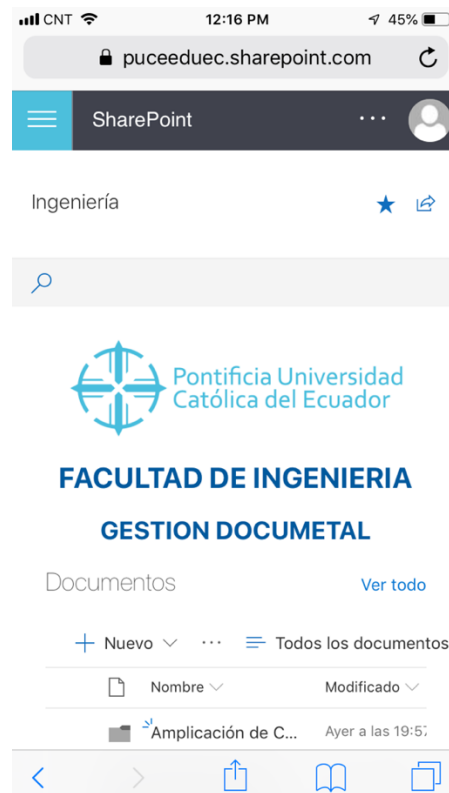 CNT 12:16 PM 45%
puceeduec.sharepoint.com
SharePoint ...
Ingeniería
Pontificia Universidad
Católica del Ecuador
FACULTAD DE INGENIERIA
GESTION DOCUMETAL
Documentos Ver todo
+ Nuevo ... Todos los documentos
Nombre Modificado
Amplicación de C... Ayer a las 19:57